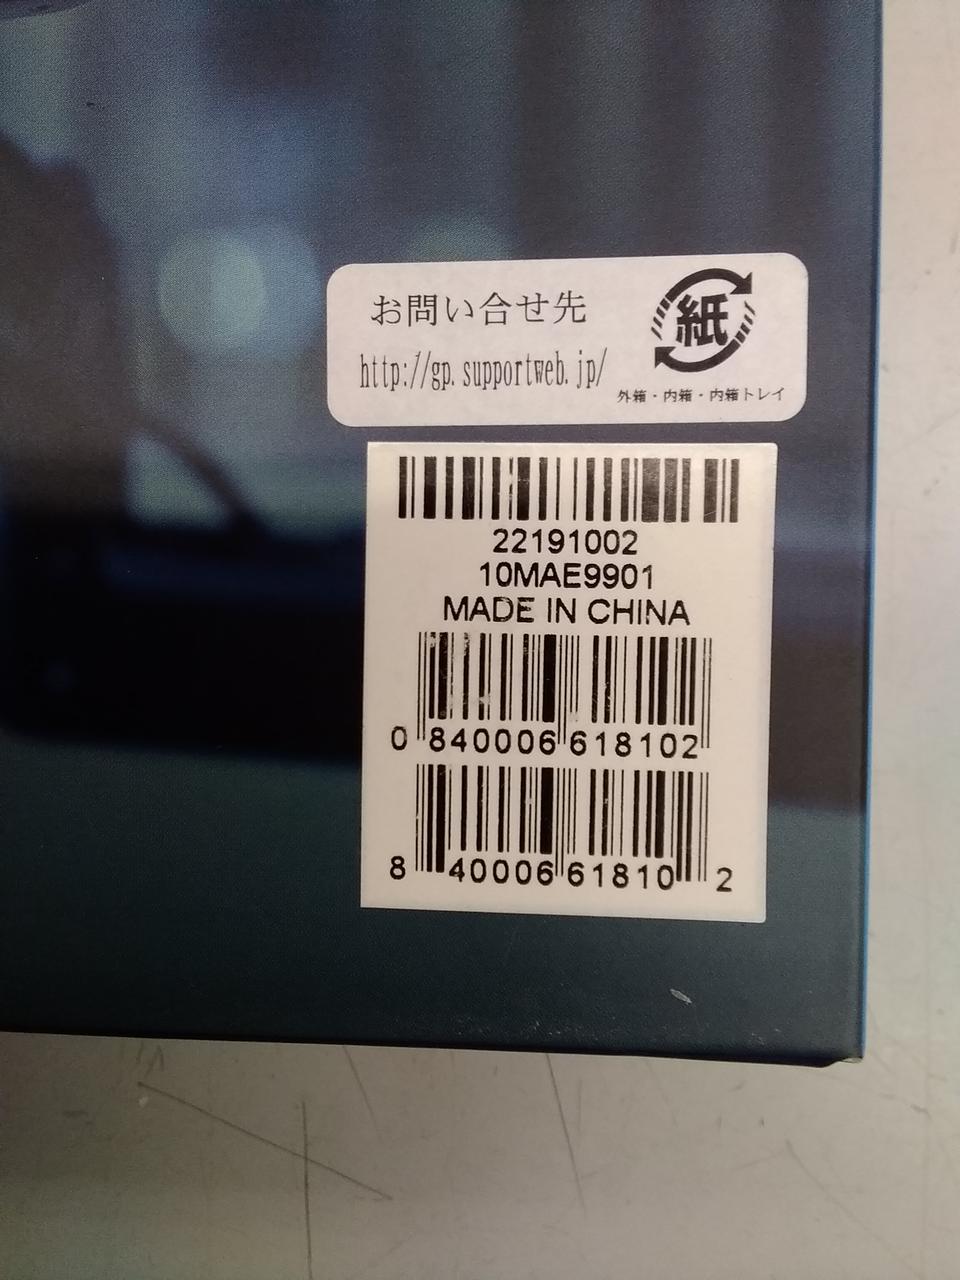 お問い合せ先
http://gp.supportweb.jp/
紙
外箱・内箱・内箱トレイ
22191002
10MAE9901
MADE IN CHINA
0 840006 618102
8 40006 61810 2